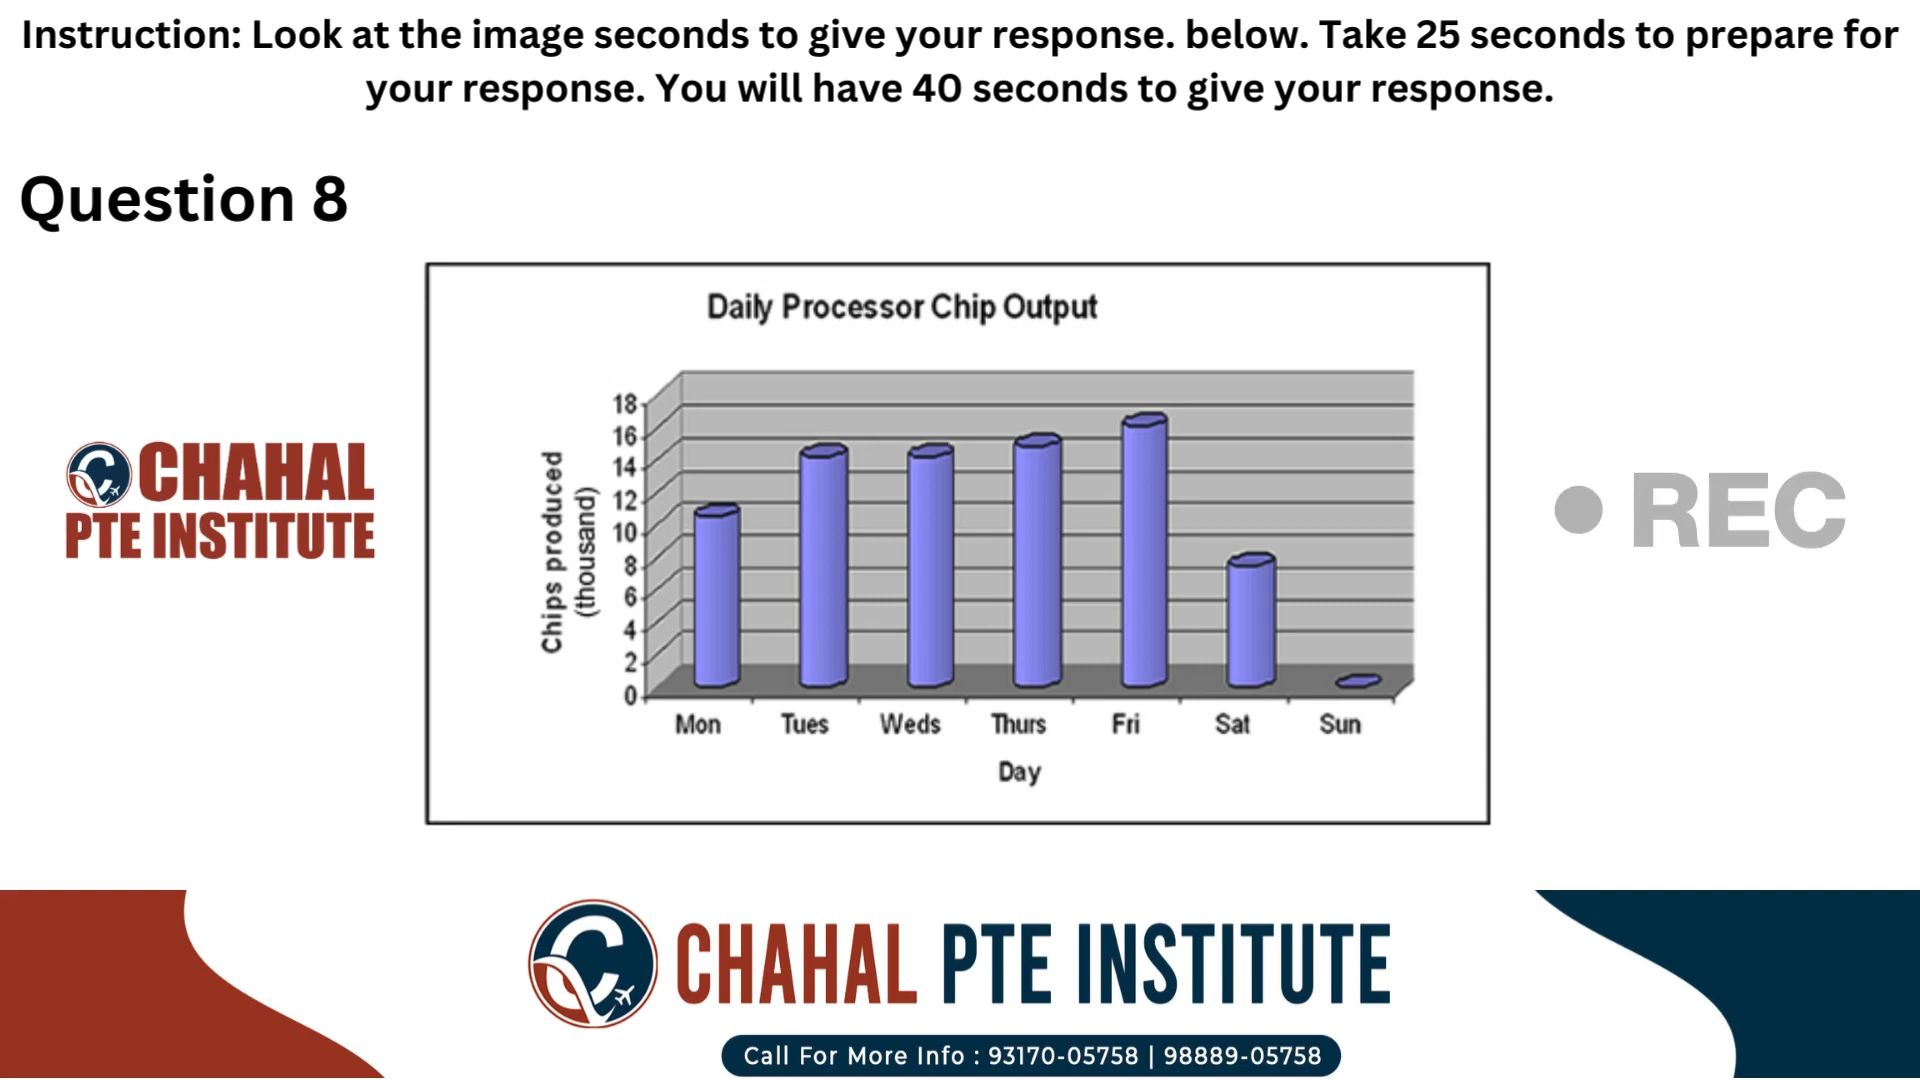 Instruction: Look at the image seconds to give your response. below. Take 25 seconds to prepare for
your response. You will have 40 seconds to give your response.
Question 8
Daily Processor Chip Output
Chips produced
(thousand)
18
16
14
12
10
8
6
4
2
0
Mon Tues Weds Thurs Fri Sat Sun
Day
CHAHAL
PTE INSTITUTE
REC
CHAHAL PTE INSTITUTE
Call For More Info : 93170-05758 | 98889-05758